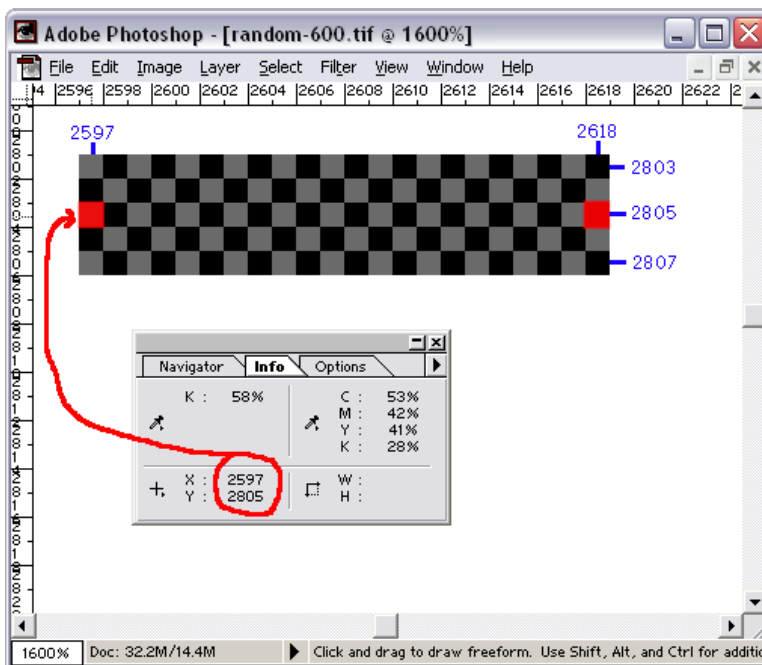 Adobe Photoshop - [random-600.tif @ 1600%]
File Edit Image Layer Select Filter View Window Help
2596 2598 2600 2602 2604 2606 2608 2610 2612 2614 2616 2618 2620 2622
2597 2618
2803
2805
2807
Navigator Info Options
K : 58%
C : 53%
M : 42%
Y : 41%
K : 28%
X : 2597
Y : 2805
W :
H :
1600% Doc: 32.2M/14.4M Click and drag to draw freeform. Use Shift, Alt, and Ctrl for additio